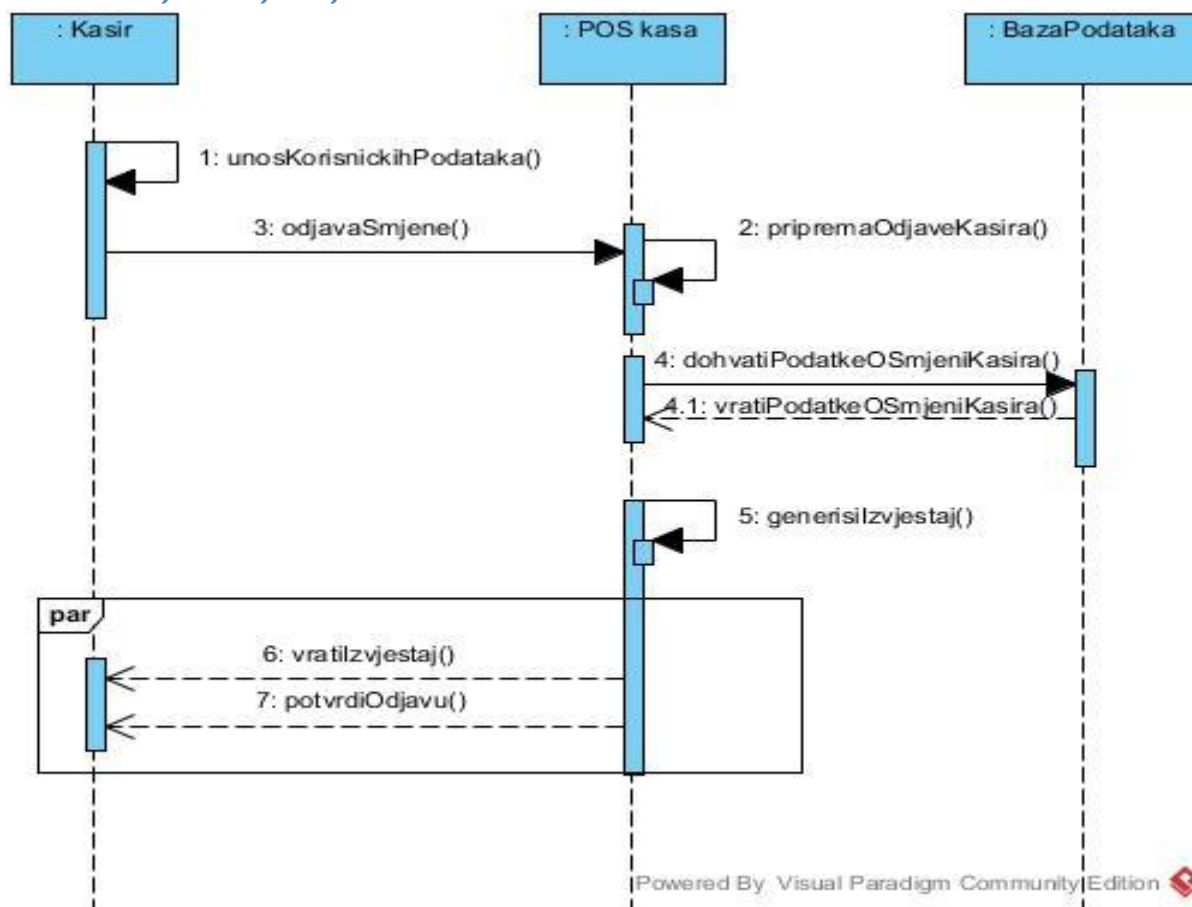 : Kasir
: POS kasa
: BazaPodataka
1: unosKorisnickihPodataka()
3: odjavaSmjene()
2: pripremaOdjaveKasira()
4: dohvatiPodatkeOSmjeniKasira()
4.1: vratiPodatkeOSmjeniKasira()
5: generisiIzvjestaj()
par
6: vratiIzvjestaj()
7: potvrdiOdjavu()
Powered By Visual Paradigm Community Edition